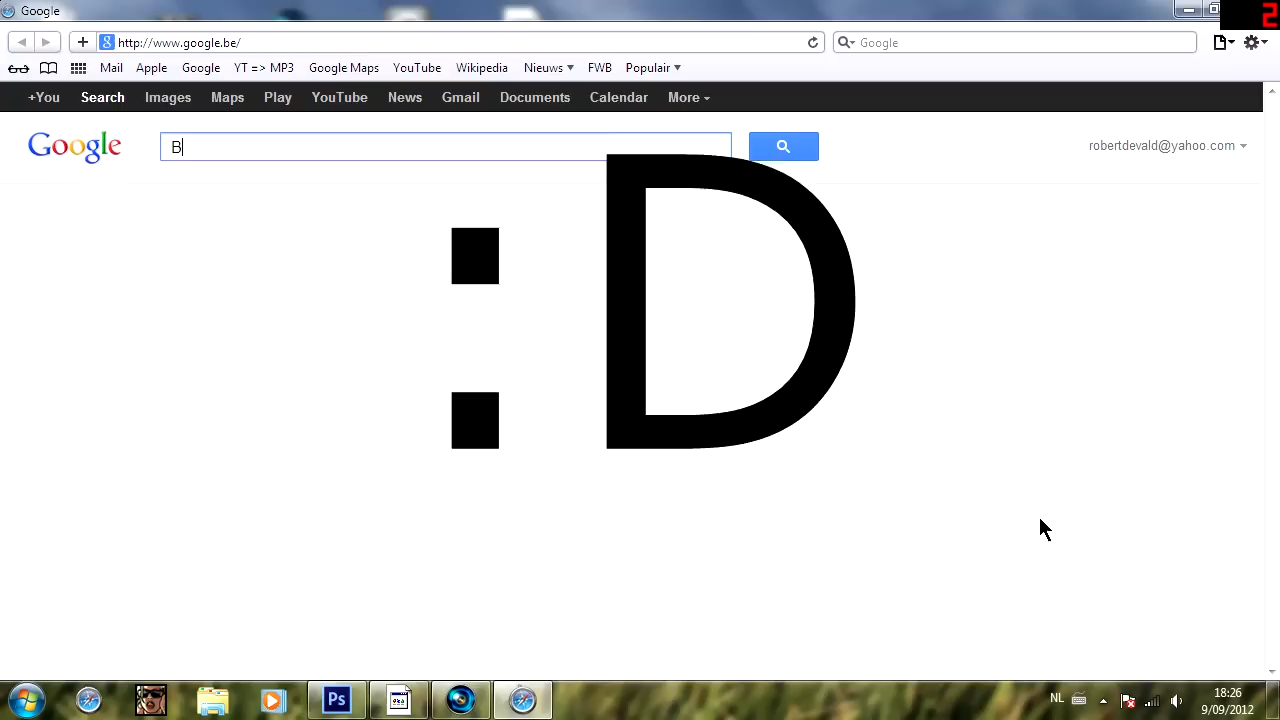 Google
2
http://www.google.be/
Google
Mail Apple Google YT => MP3 Google Maps YouTube Wikipedia Nieuws FWB Populair
+You Search Images Maps Play YouTube News Gmail Documents Calendar More
Google B robertdevald@yahoo.com
:D
Ps NL 18:26
9/09/2012